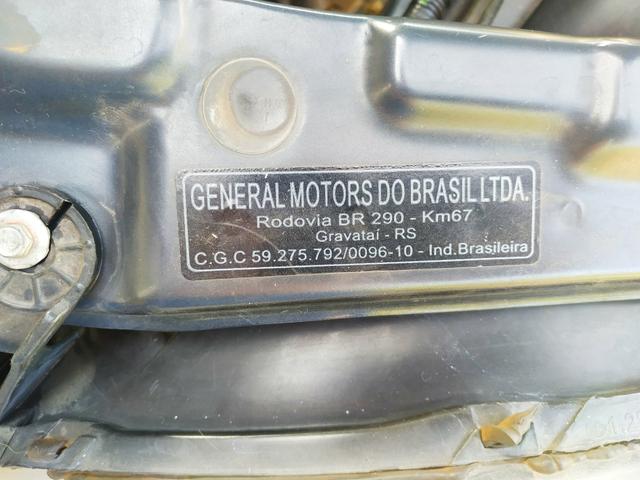 GENERAL MOTORS DO BRASIL LTDA.
Rodovia BR 290 - Km67
Gravataí - RS
C.G.C 59.275.792/0096-10 - Ind.Brasileira